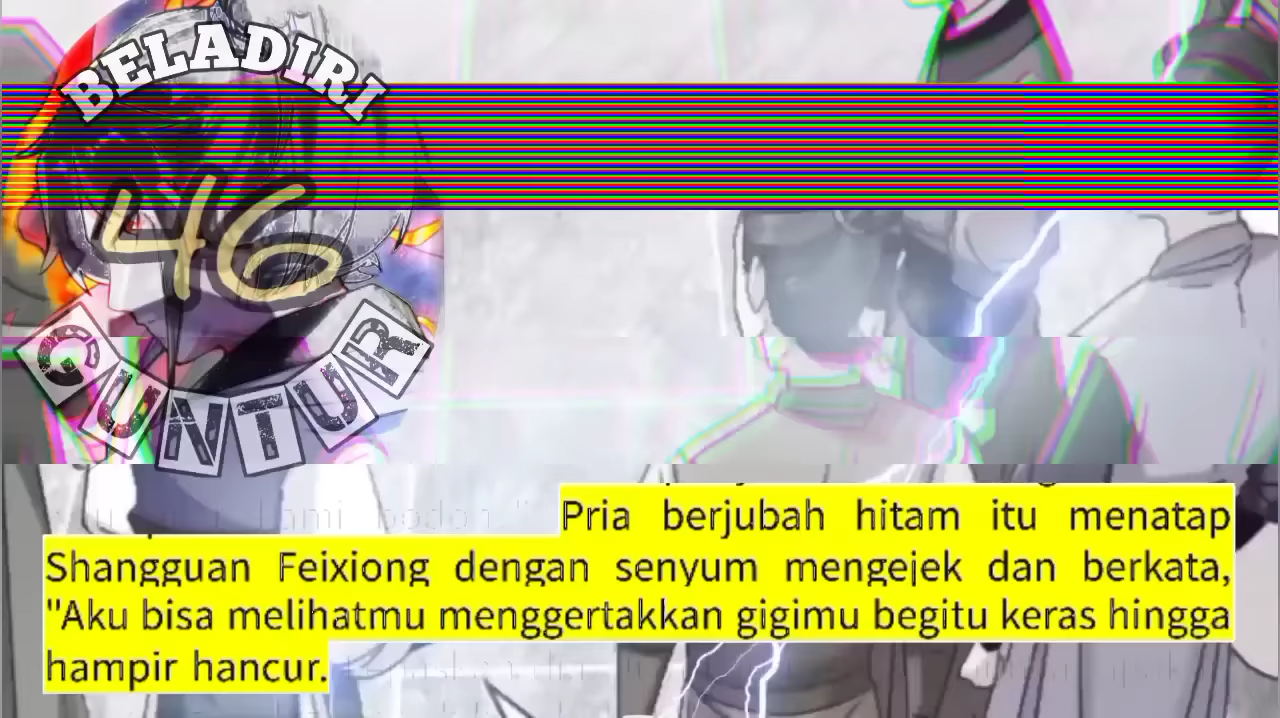 BELADIRI
46
GUNTUR
Pria berjubah hitam itu menatap
Shangguan Feixiong dengan senyum mengejek dan berkata,
"Aku bisa melihatmu menggertakkan gigimu begitu keras hingga
hampir hancur.